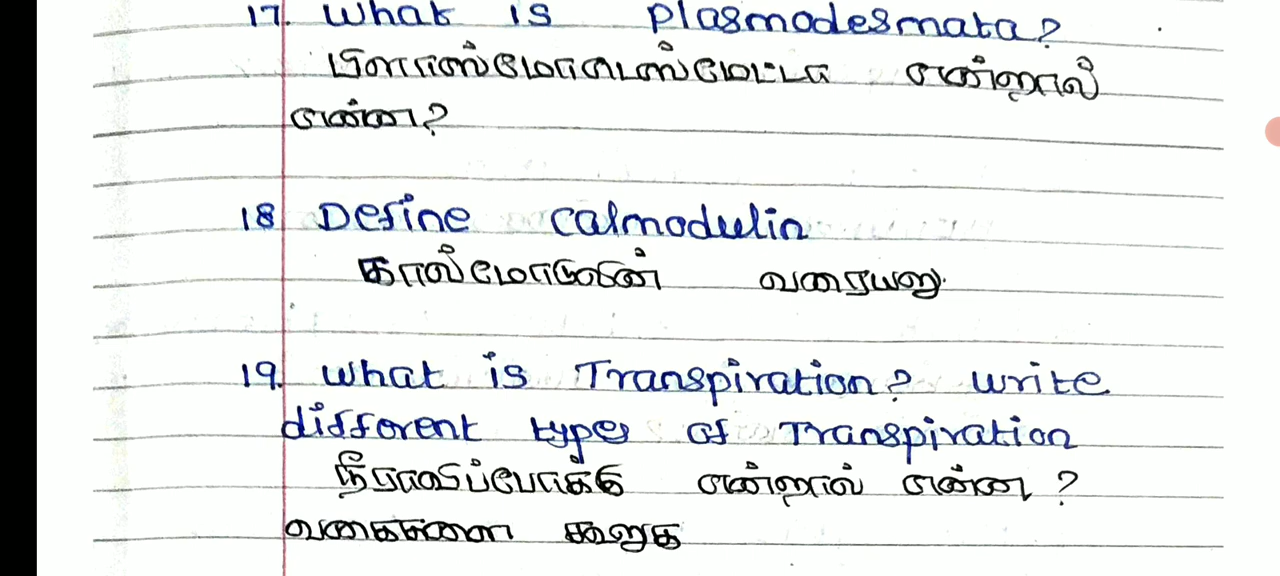 17. What is Plasmodesmata?
பிளாஸ்மோடெஸ்மேட்டா என்றால்
என்ன?
18 Define Calmodulin
கால்மோடுலின் வரையறு.
19. What is Transpiration? Write
different types of Transpiration
நீராவிப்போக்கு என்றால் என்ன?
வகைகளை கூறுக